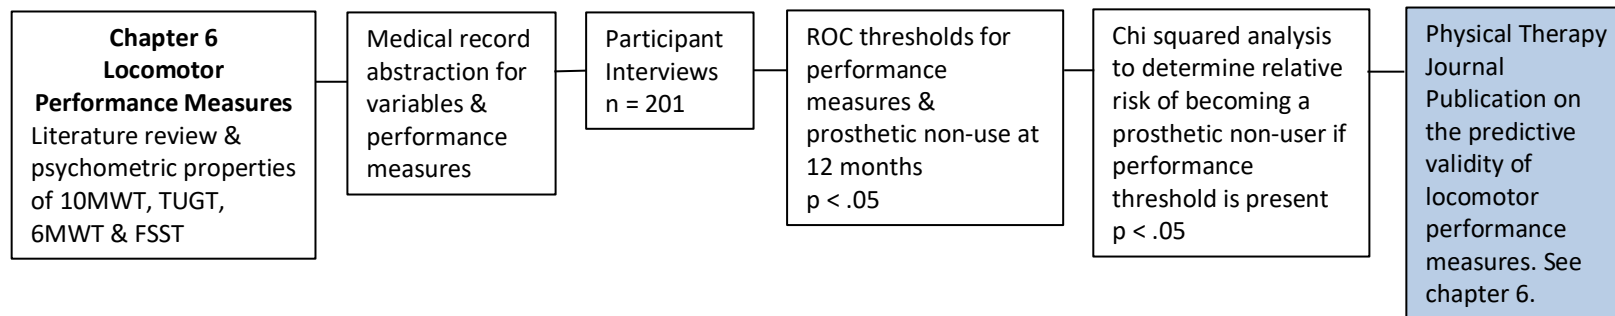 Chapter 6
Locomotor
Performance Measures
Literature review &
psychometric properties
of 10MWT, TUGT,
6MWT & FSST
Medical record
abstraction for
variables &
performance
measures
Participant
Interviews
n = 201
ROC thresholds for
performance
measures &
prosthetic non-use at
12 months
p < .05
Chi squared analysis
to determine relative
risk of becoming a
prosthetic non-user if
performance
threshold is present
p < .05
Physical Therapy
Journal
Publication on
the predictive
validity of
locomotor
performance
measures. See
chapter 6.